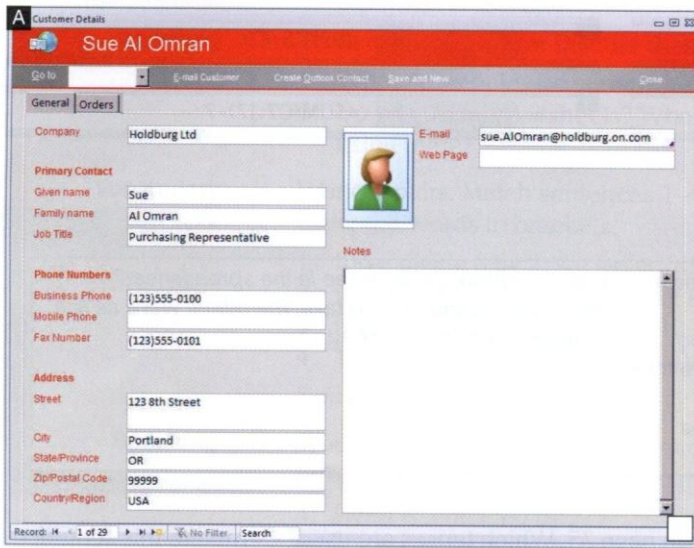 A
Customer Details
Sue Al Omran
Go to E-mail Customer Create Outlook Contact Save and New Close
General Orders
Company Holdburg Ltd
E-mail sue.AlOmran@holdburg.on.com
Web Page
Primary Contact
Given name Sue
Family name Al Omran
Job Title Purchasing Representative
Notes
Phone Numbers
Business Phone (123)555-0100
Mobile Phone
Fax Number (123)555-0101
Address
Street 123 8th Street
City Portland
State/Province OR
Zip/Postal Code 99999
Country/Region USA
Record: 1 of 29 No Filter Search